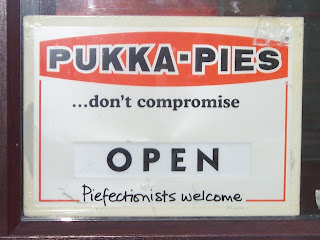 PUKKA-PIES
...don't compromise
OPEN
Piefectionists welcome